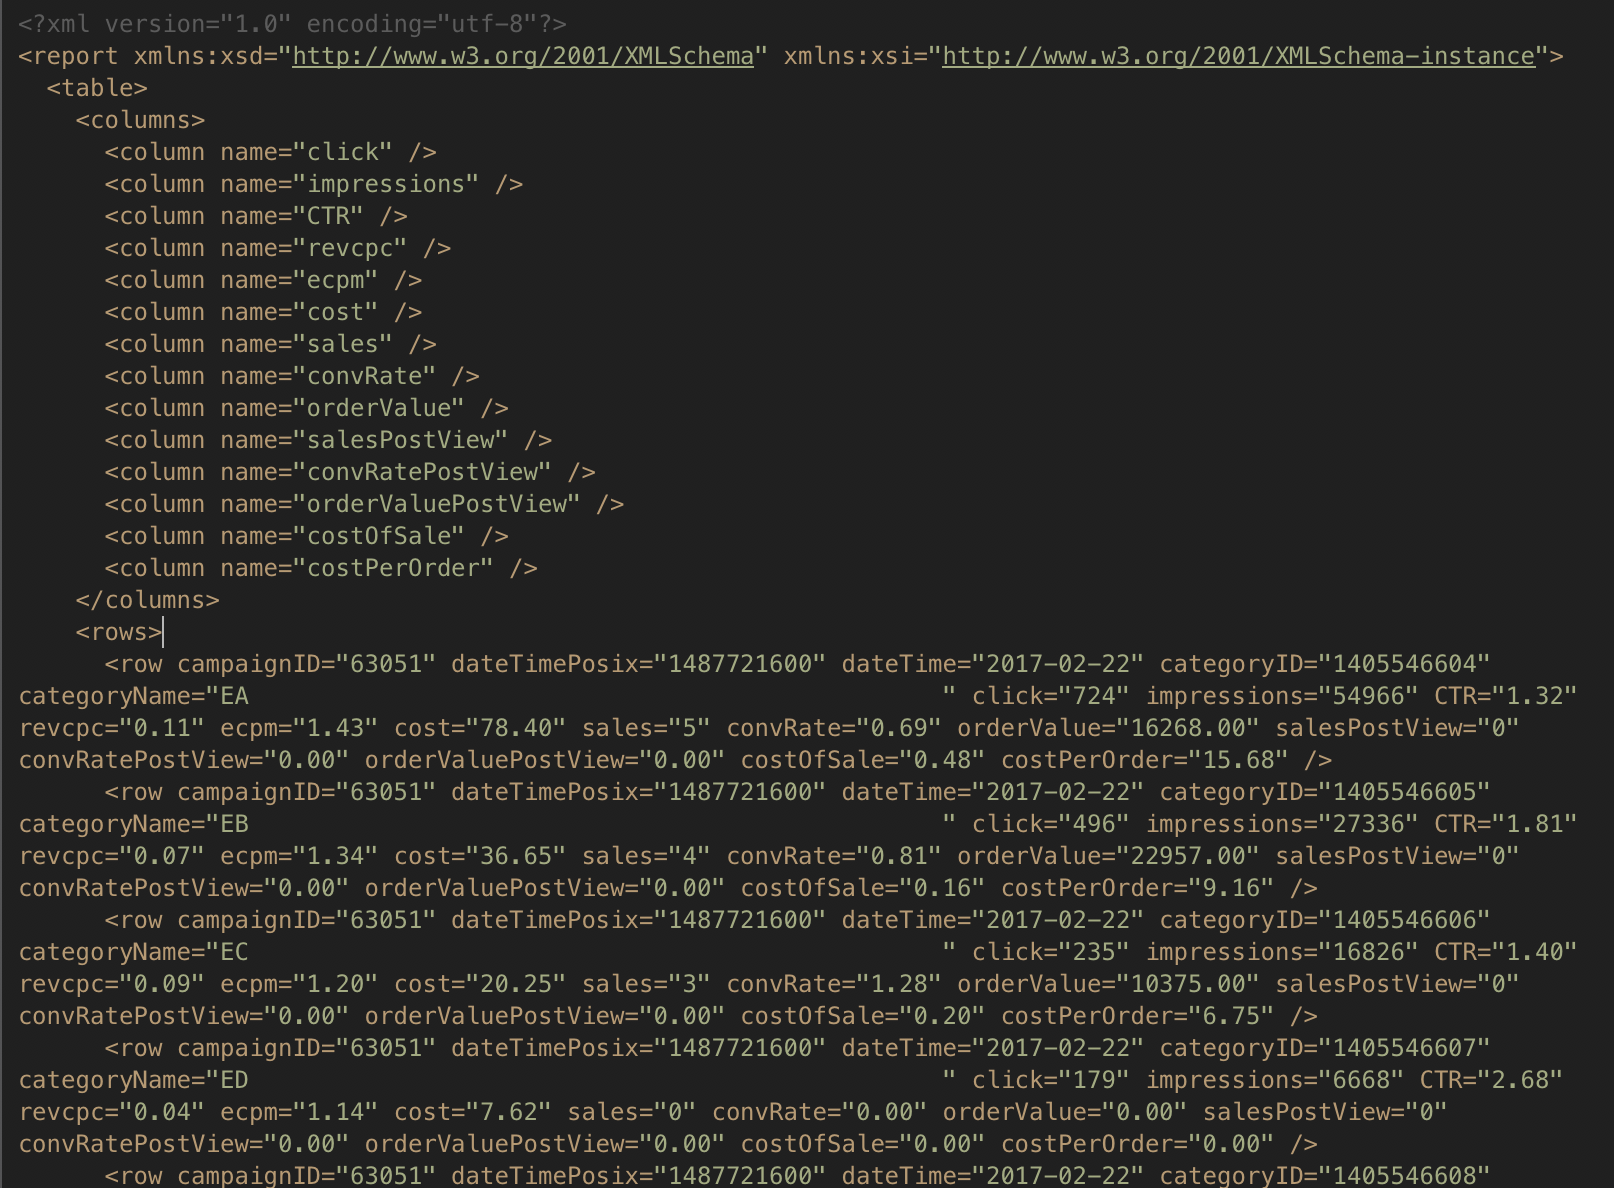 <?xml version="1.0" encoding="utf-8"?>
<report xmlns:xsd="http://www.w3.org/2001/XMLSchema" xmlns:xsi="http://www.w3.org/2001/XMLSchema-instance">
  <table>
    <columns>
      <column name="click" />
      <column name="impressions" />
      <column name="CTR" />
      <column name="revcpc" />
      <column name="ecpm" />
      <column name="cost" />
      <column name="sales" />
      <column name="convRate" />
      <column name="orderValue" />
      <column name="salesPostView" />
      <column name="convRatePostView" />
      <column name="orderValuePostView" />
      <column name="costOfSale" />
      <column name="costPerOrder" />
    </columns>
    <rows>
      <row campaignID="63051" dateTimePosix="1487721600" dateTime="2017-02-22" categoryID="1405546604"
categoryName="EA                                                " click="724" impressions="54966" CTR="1.32"
revcpc="0.11" ecpm="1.43" cost="78.40" sales="5" convRate="0.69" orderValue="16268.00" salesPostView="0"
convRatePostView="0.00" orderValuePostView="0.00" costOfSale="0.48" costPerOrder="15.68" />
      <row campaignID="63051" dateTimePosix="1487721600" dateTime="2017-02-22" categoryID="1405546605"
categoryName="EB                                                " click="496" impressions="27336" CTR="1.81"
revcpc="0.07" ecpm="1.34" cost="36.65" sales="4" convRate="0.81" orderValue="22957.00" salesPostView="0"
convRatePostView="0.00" orderValuePostView="0.00" costOfSale="0.16" costPerOrder="9.16" />
      <row campaignID="63051" dateTimePosix="1487721600" dateTime="2017-02-22" categoryID="1405546606"
categoryName="EC                                                " click="235" impressions="16826" CTR="1.40"
revcpc="0.09" ecpm="1.20" cost="20.25" sales="3" convRate="1.28" orderValue="10375.00" salesPostView="0"
convRatePostView="0.00" orderValuePostView="0.00" costOfSale="0.20" costPerOrder="6.75" />
      <row campaignID="63051" dateTimePosix="1487721600" dateTime="2017-02-22" categoryID="1405546607"
categoryName="ED                                                " click="179" impressions="6668" CTR="2.68"
revcpc="0.04" ecpm="1.14" cost="7.62" sales="0" convRate="0.00" orderValue="0.00" salesPostView="0"
convRatePostView="0.00" orderValuePostView="0.00" costOfSale="0.00" costPerOrder="0.00" />
      <row campaignID="63051" dateTimePosix="1487721600" dateTime="2017-02-22" categoryID="1405546608"